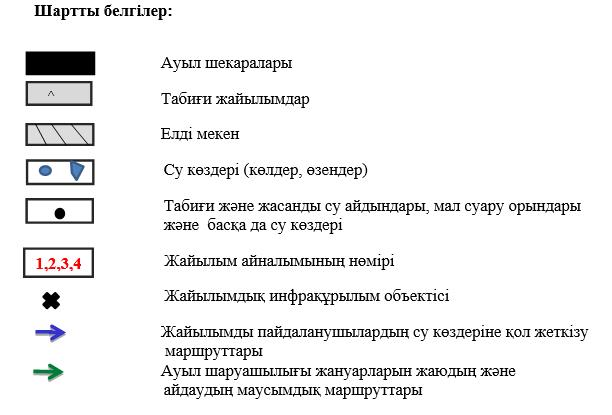 Шартты белгілер:
Ауыл шекаралары
^
Табиғи жайылымдар
Елді мекен
Су көздері (көлдер, өзендер)
Табиғи және жасанды су айдындары, мал суару орындары
және басқа да су көздері
1,2,3,4
Жайылым айналымының нөмірі
Жайылымдық инфрақұрылым объектісі
Жайылымды пайдаланушылардың су көздеріне қол жеткізу
маршруттары
Ауыл шаруашылығы жануарларын жаюдың және
айдаудың маусымдық маршруттары